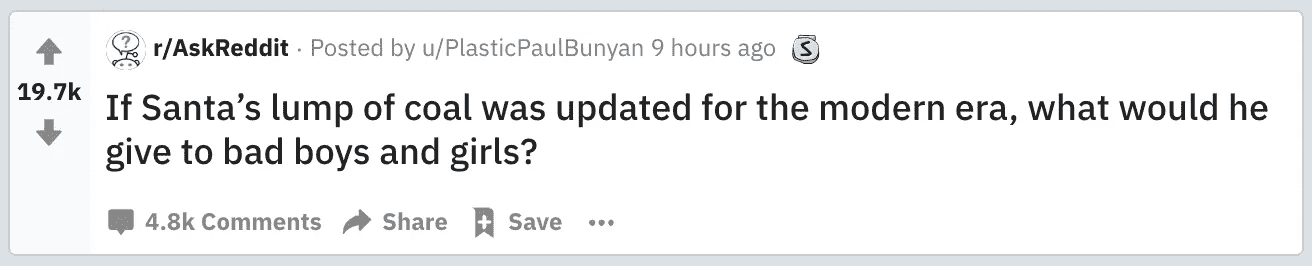 r/AskReddit · Posted by u/PlasticPaulBunyan 9 hours ago S
19.7k
If Santa’s lump of coal was updated for the modern era, what would he
give to bad boys and girls?
4.8k Comments Share Save ...